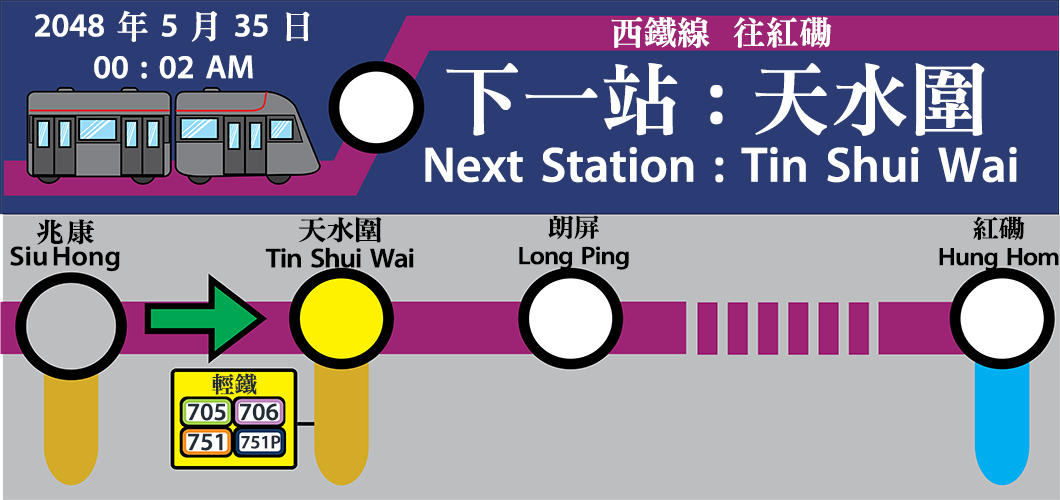 2048 年 5 月 35 日
00 : 02 AM
西鐵線 往紅磡
下一站 : 天水圍
Next Station : Tin Shui Wai
兆康
Siu Hong
天水圍
Tin Shui Wai
朗屏
Long Ping
紅磡
Hung Hom
輕鐵
705 706
751 751P